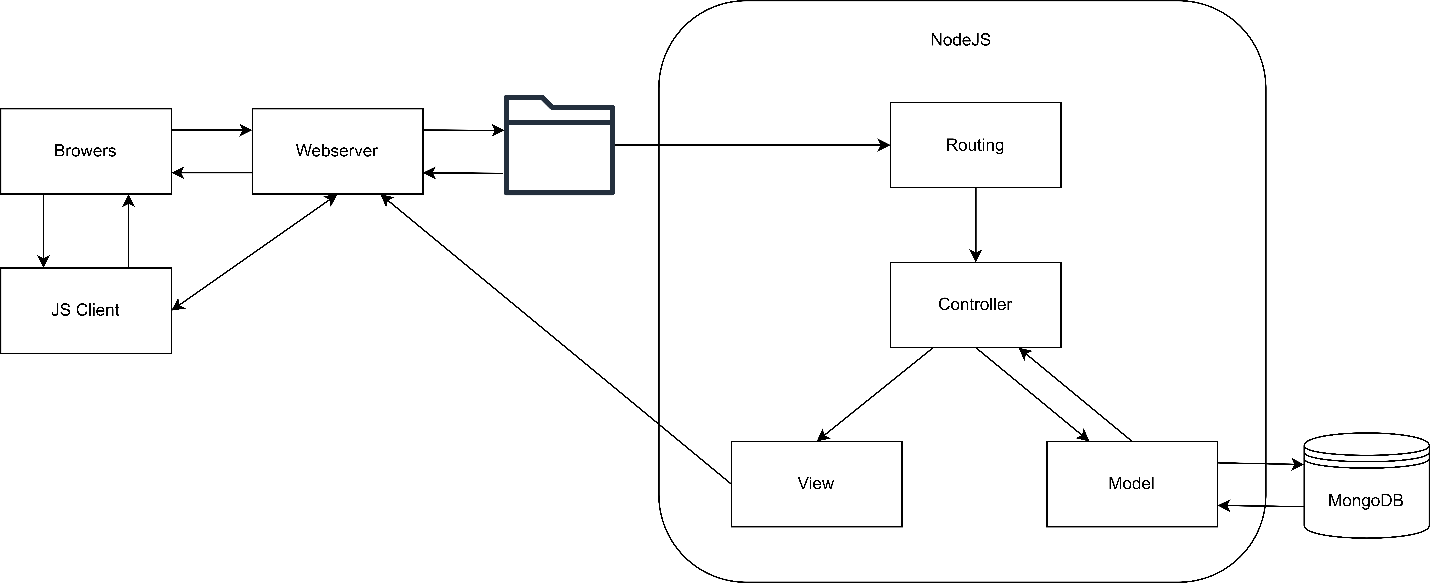 NodeJS
Browers
Webserver
Routing
JS Client
Controller
View
Model
MongoDB